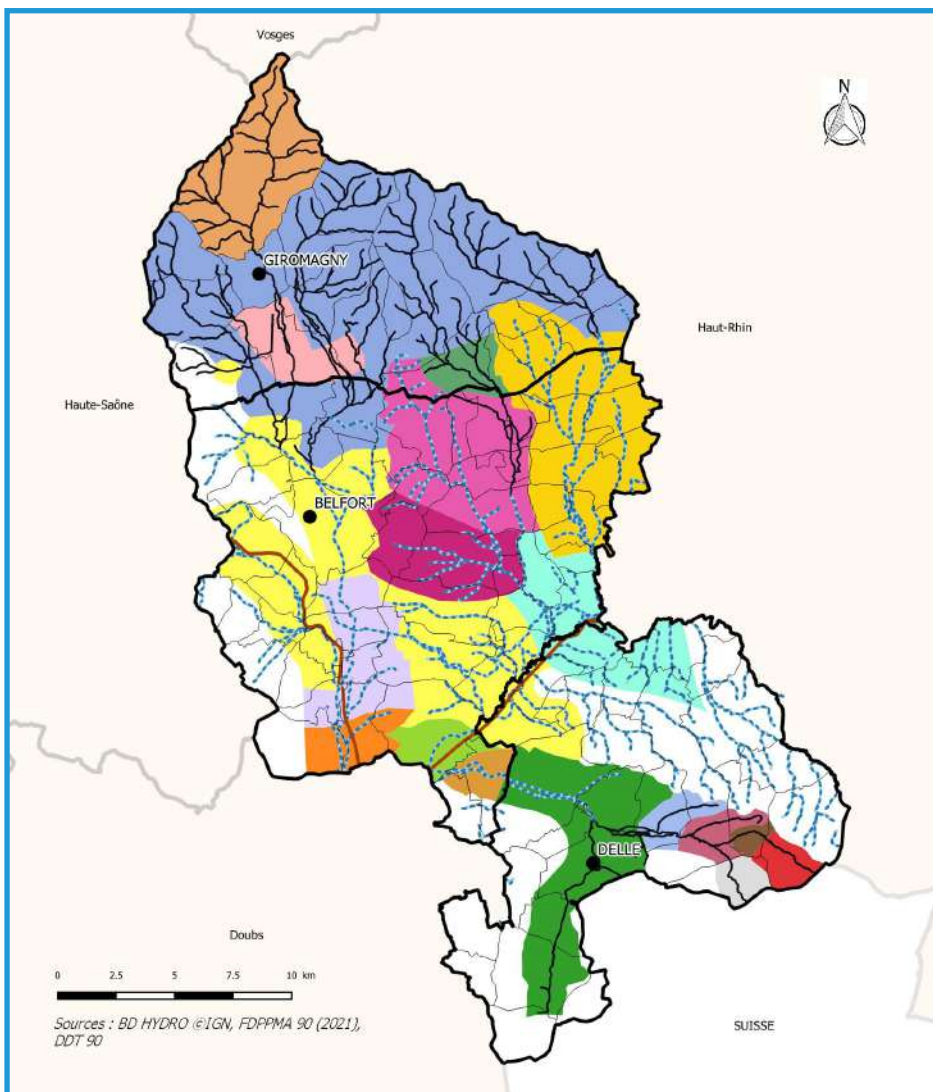 Vosges
N
GIROMAGNY
Haut-Rhin
Haute-Saône
BELFORT
DELLE
Doubs
0 2.5 5 7.5 10 km
Sources : BD HYDRO ©IGN, FDPPMA 90 (2021),
DDT 90
SUISSE